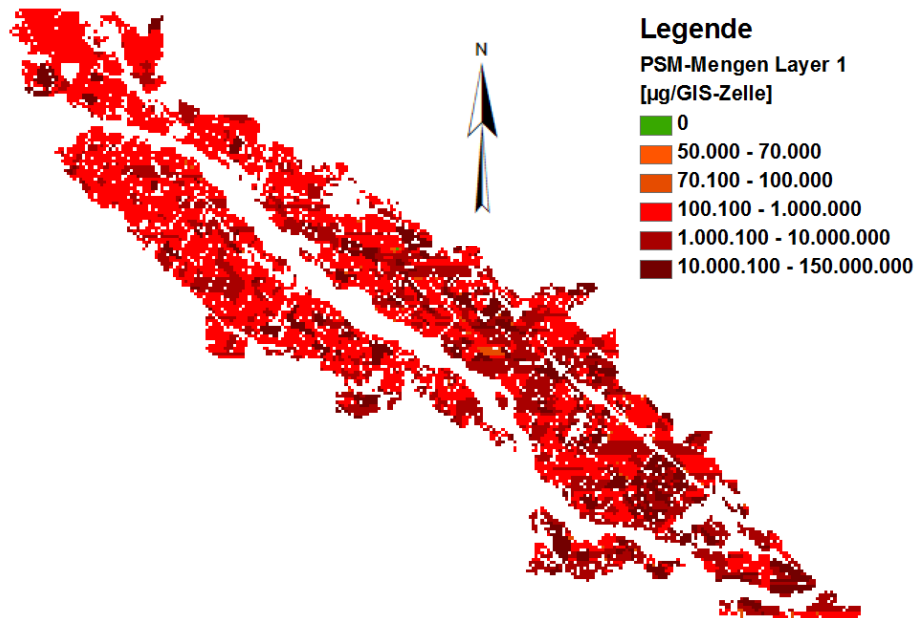 Legende
N
PSM-Mengen Layer 1
[µg/GIS-Zelle]
0
50.000 - 70.000
70.100 - 100.000
100.100 - 1.000.000
1.000.100 - 10.000.000
10.000.100 - 150.000.000